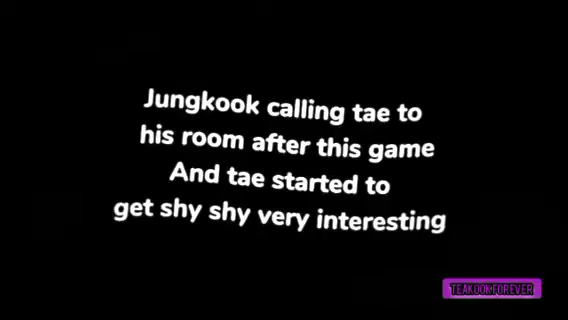 Jungkook calling tae to
his room after this game
And tae started to
get shy shy very interesting
TEAKOOKFOREVER